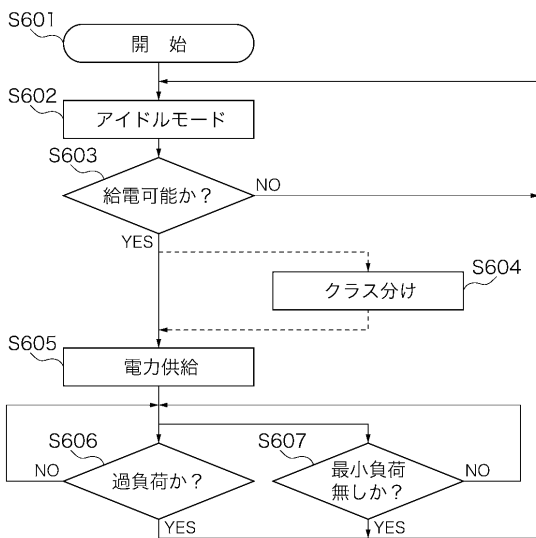 S601
開 始
S602
アイドルモード
S603
給電可能か？
NO
YES
S604
クラス分け
S605
電力供給
S606
過負荷か？
NO
YES
S607
最小負荷
無しか？
NO
YES